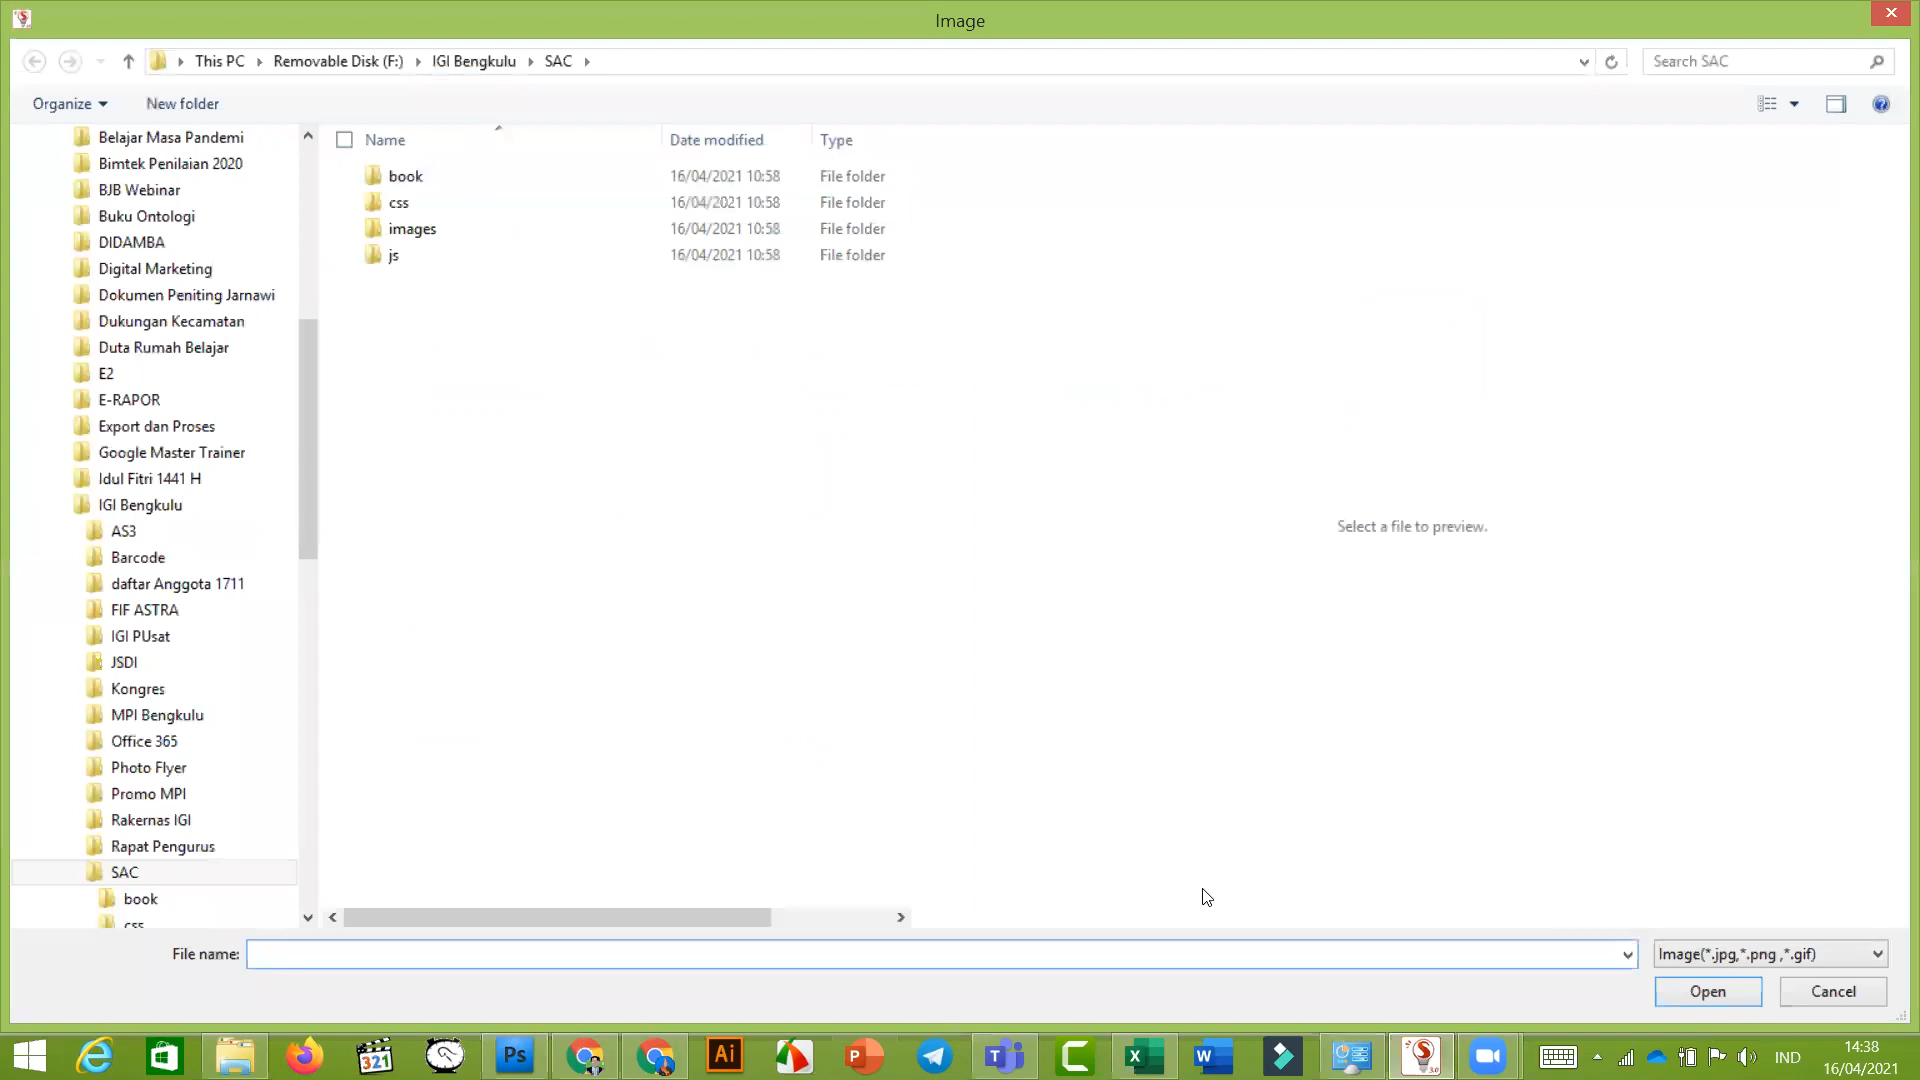 Image
This PC Removable Disk (F:) IGI Bengkulu SAC
Search SAC
Organize New folder
Belajar Masa Pandemi
Bimtek Penilaian 2020
BJB Webinar
Buku Ontologi
DIDAMBA
Digital Marketing
Dokumen Peniting Jarnawi
Dukungan Kecamatan
Duta Rumah Belajar
E2
E-RAPOR
Export dan Proses
Google Master Trainer
Idul Fitri 1441 H
IGI Bengkulu
AS3
Barcode
daftar Anggota 1711
FIF ASTRA
IGI PUsat
JSDI
Kongres
MPI Bengkulu
Office 365
Photo Flyer
Promo MPI
Rakernas IGI
Rapat Pengurus
SAC
book
css
Name Date modified Type
book 16/04/2021 10:58 File folder
css 16/04/2021 10:58 File folder
images 16/04/2021 10:58 File folder
js 16/04/2021 10:58 File folder
Select a file to preview.
File name:
Image(*.jpg,*.png ,*.gif)
Open Cancel
321
Ps
Ai
P
T
C
X
W
S
3.0
IND
14:38
16/04/2021